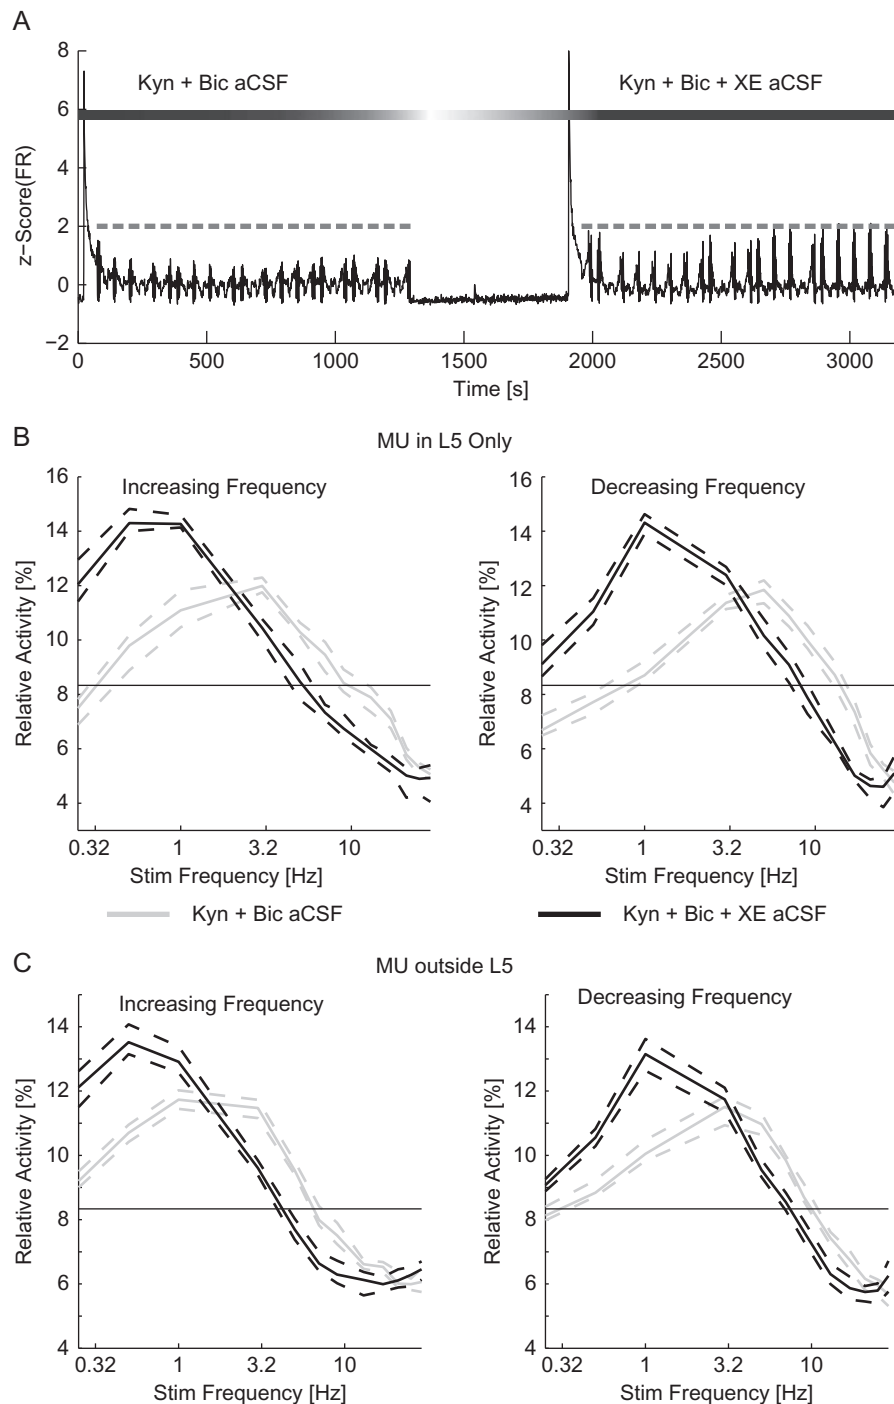 A
8
6
4
2
0
−2
z−Score(FR)
Kyn + Bic aCSF
Kyn + Bic + XE aCSF
0 500 1000 1500 2000 2500 3000
Time [s]
B
MU in L5 Only
Increasing Frequency
16
14
12
10
8
6
4
Relative Activity [%]
0.32 1 3.2 10
Stim Frequency [Hz]
Decreasing Frequency
16
14
12
10
8
6
4
Relative Activity [%]
0.32 1 3.2 10
Stim Frequency [Hz]
Kyn + Bic aCSF
Kyn + Bic + XE aCSF
C
MU outside L5
Increasing Frequency
14
12
10
8
6
4
Relative Activity [%]
0.32 1 3.2 10
Stim Frequency [Hz]
Decreasing Frequency
14
12
10
8
6
4
Relative Activity [%]
0.32 1 3.2 10
Stim Frequency [Hz]